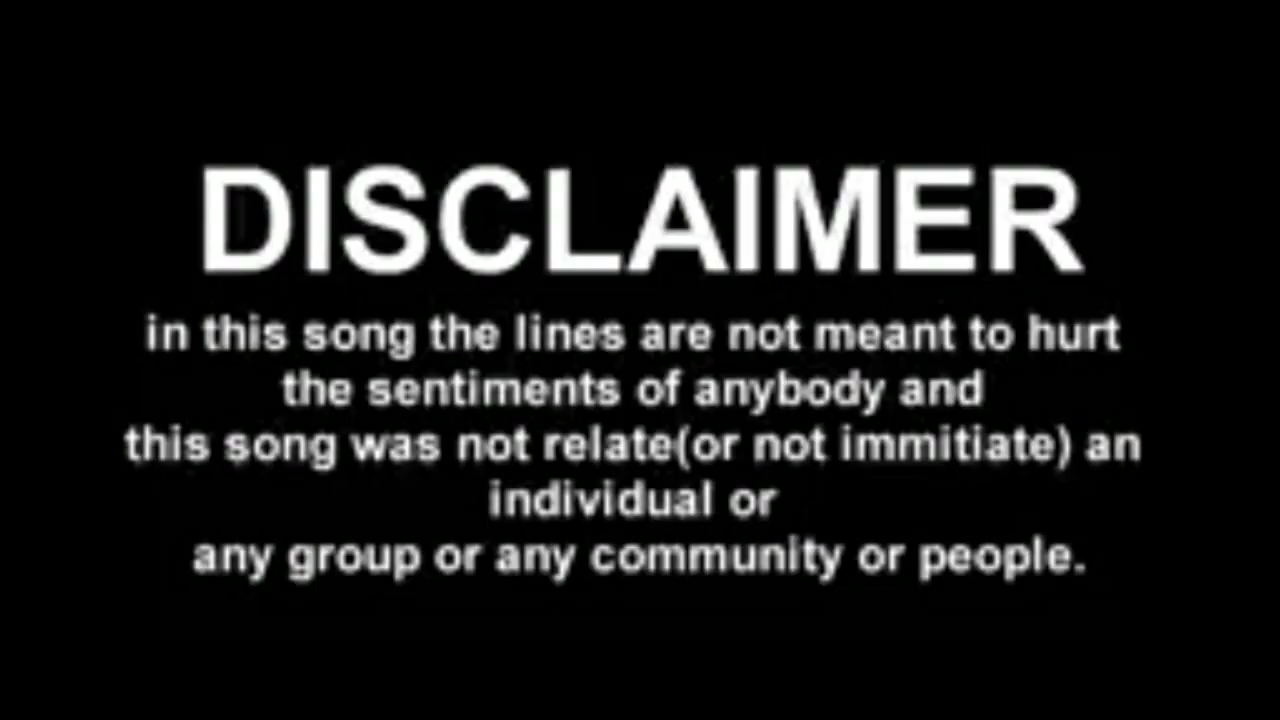 DISCLAIMER
in this song the lines are not meant to hurt
the sentiments of anybody and
this song was not relate(or not immitiate) an
individual or
any group or any community or people.